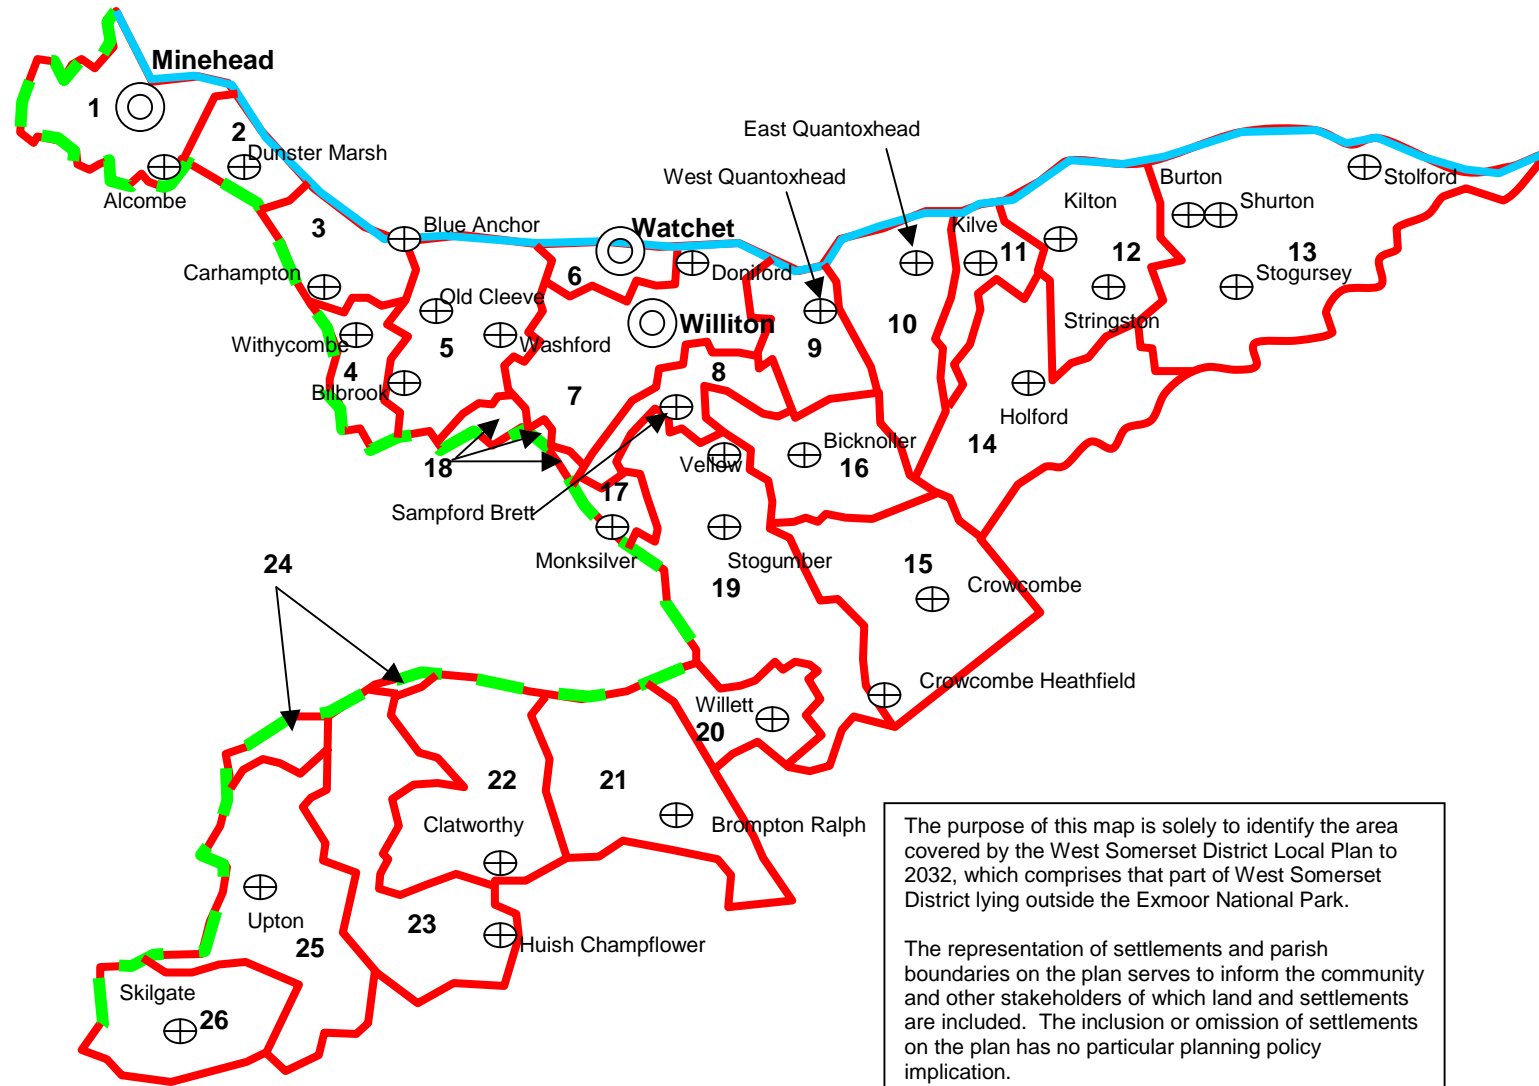 Minehead
1
2
East Quantoxhead
Dunster Marsh
West Quantoxhead
Burton
Stolford
Alcombe
Kilton
Shurton
Blue Anchor
Watchet
Kilve
3
11
12
13
Carhampton
6
Doniford
Stogursey
Old Cleeve
Williton
10
Stringston
Withycombe
5
Washford
9
4
8
Bilbrook
7
Holford
Bicknoller
14
18
Vellow
16
17
Sampford Brett
Monksilver
Stogumber
24
15
19
Crowcombe
Crowcombe Heathfield
Willett
20
22
21
Clatworthy
Brompton Ralph
Upton
23
25
Huish Champflower
Skilgate
26
The purpose of this map is solely to identify the area
covered by the West Somerset District Local Plan to
2032, which comprises that part of West Somerset
District lying outside the Exmoor National Park.
The representation of settlements and parish
boundaries on the plan serves to inform the community
and other stakeholders of which land and settlements
are included.  The inclusion or omission of settlements
on the plan has no particular planning policy
implication.